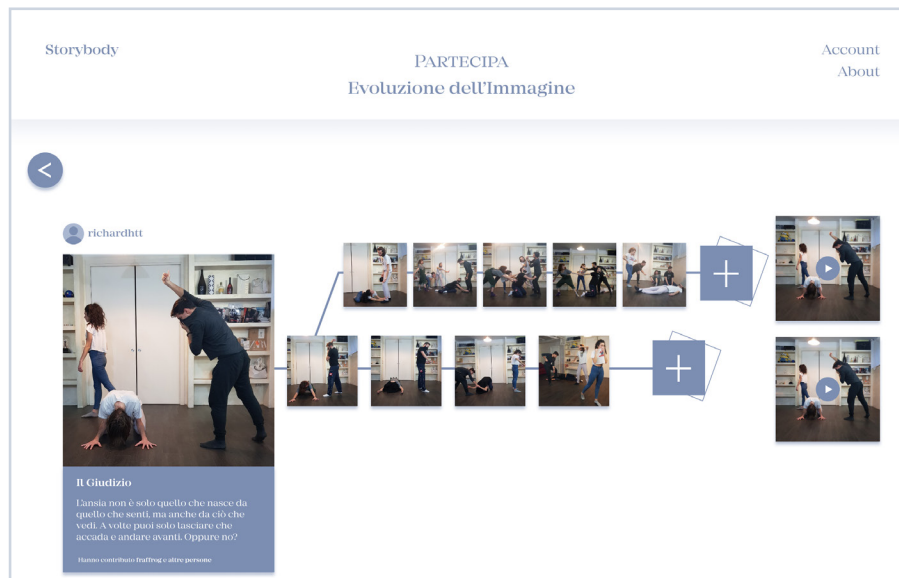 Storybody
PARTECIPA
Evoluzione dell'Immagine
Account
About
<
richardhtt
Il Giudizio
L'ansia non è solo quello che nasce da
quello che senti, ma anche da ciò che
vedi. A volte puoi solo lasciare che
accada e andare avanti. Oppure no?
Hanno contribuito fraffrog e altre persone